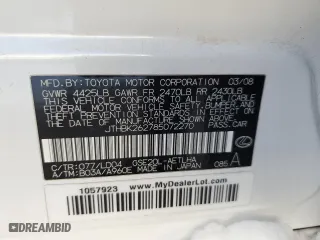 MFD.BY:TOYOTA MOTOR CORPORATION 03/08
GVWR 4425LB GAWR FR 2470LB RR 2430LB
THIS VEHICLE CONFORMS TO ALL APPLICABLE
FEDERAL MOTOR VEHICLE SAFETY, BUMPER, AND
THEFT PREVENTION STANDARDS IN EFFECT ON
THE DATE OF MANUFACTURE SHOWN ABOVE.
JTHBK262785072270 PASS.CAR
C/TR:077/LD04 GSE20L-AETLHA
A/TM:B03A/A960E MADE IN JAPAN 085 A
1057923
MyDealerLot.com
DEALERSHIP